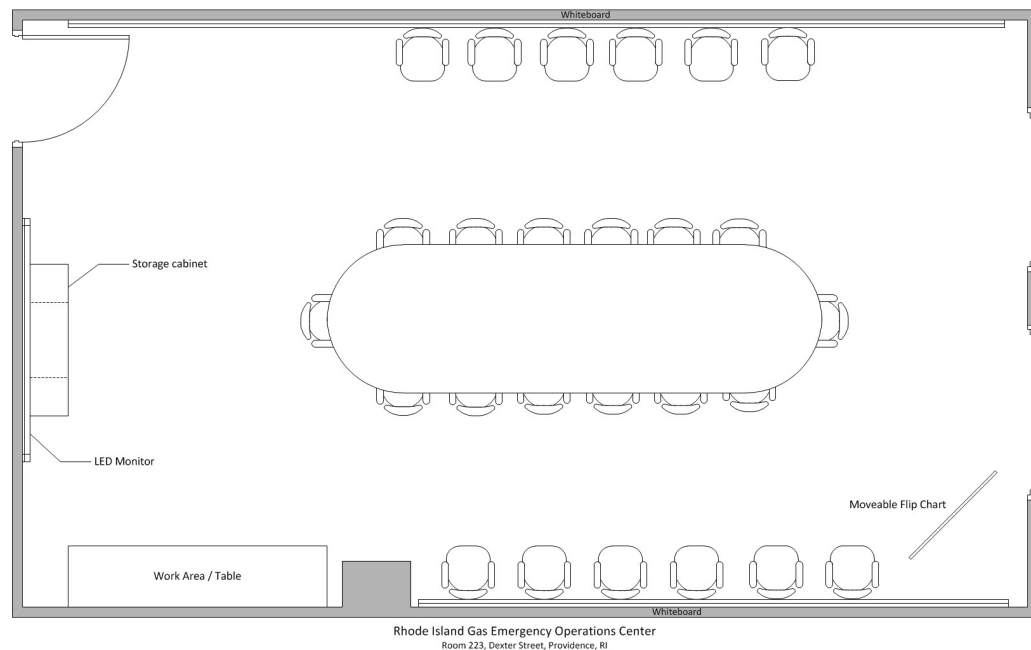 Whiteboard
Storage cabinet
LED Monitor
Moveable Flip Chart
Work Area / Table
Whiteboard
Rhode Island Gas Emergency Operations Center
Room 223, Dexter Street, Providence, RI